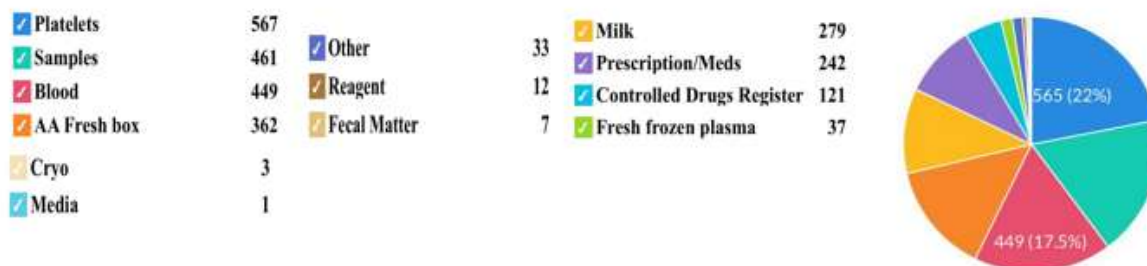 Platelets 567
Samples 461
Blood 449
AA Fresh box 362
Cryo 3
Media 1
Other 33
Reagent 12
Fecal Matter 7
Milk 279
Prescription/Meds 242
Controlled Drugs Register 121
Fresh frozen plasma 37
565 (22%)
449 (17.5%)